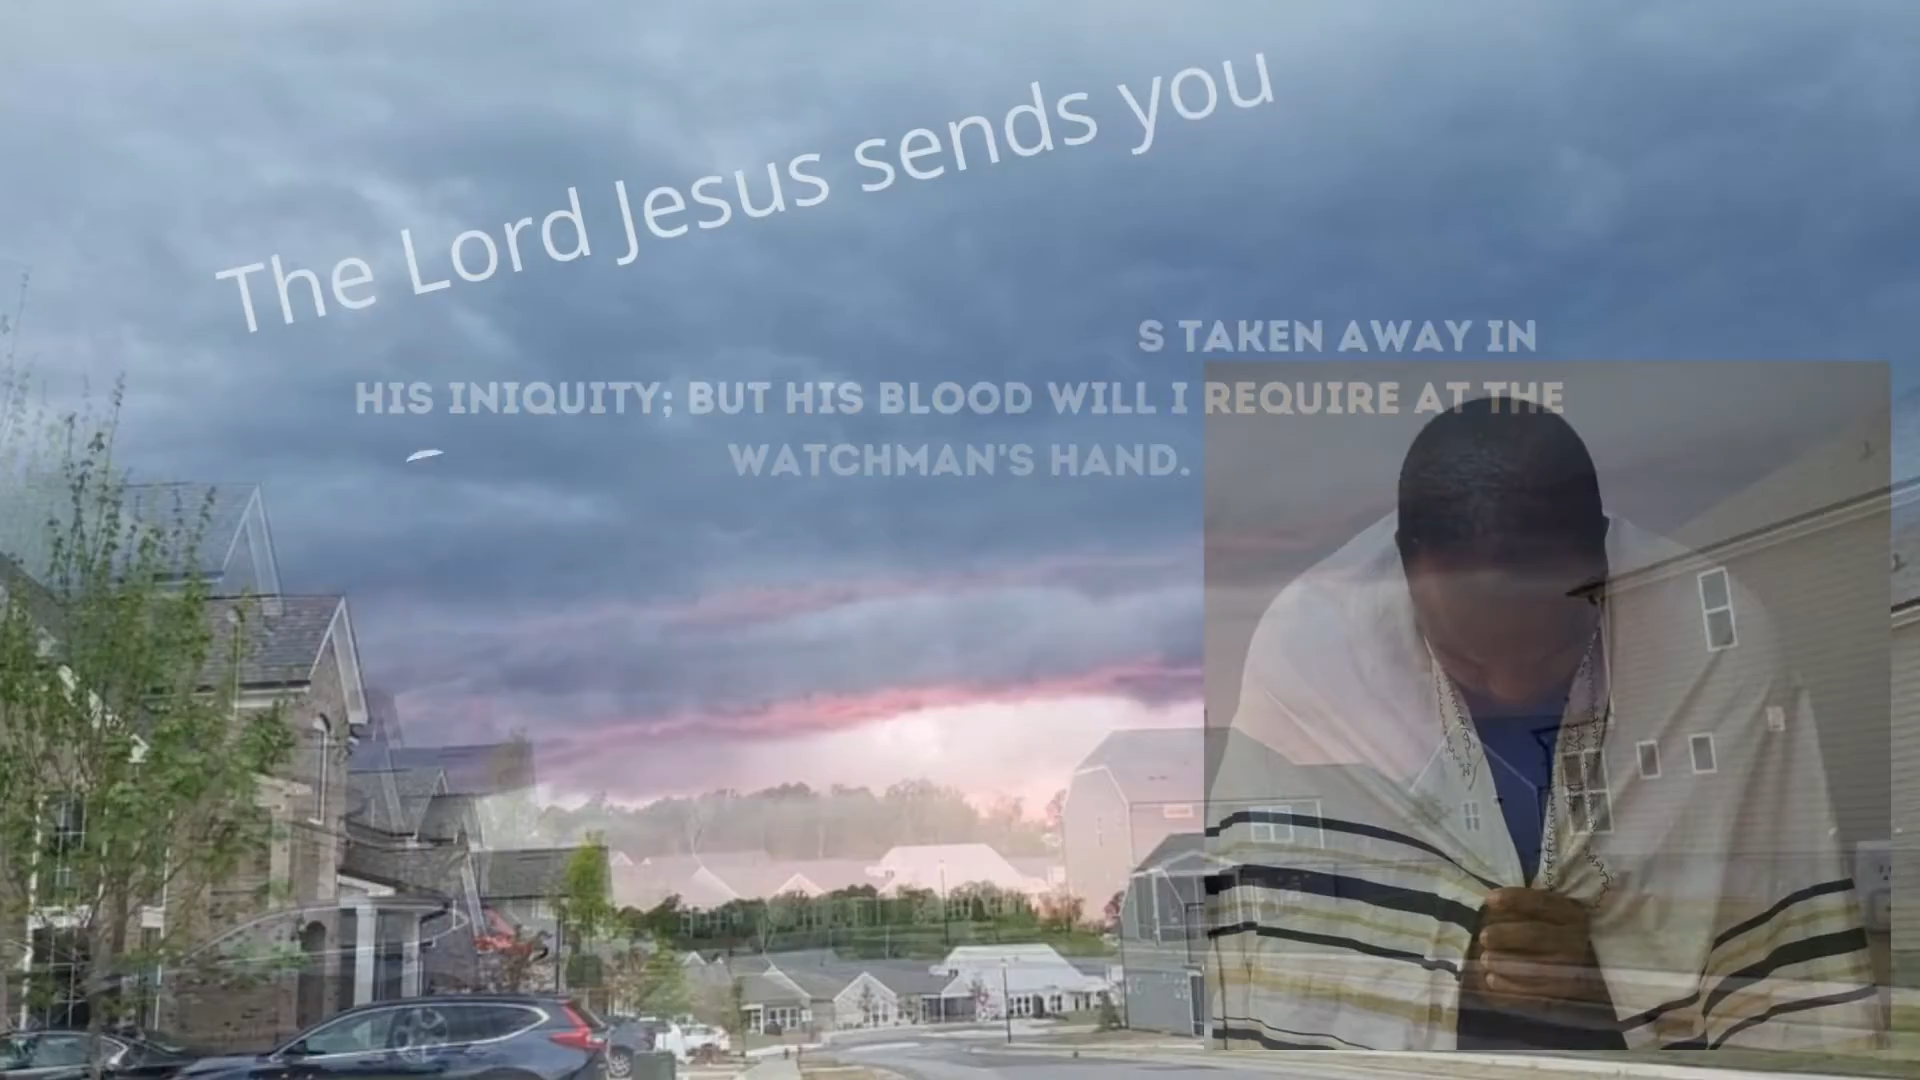 The Lord Jesus sends you
S TAKEN AWAY IN
HIS INIQUITY; BUT HIS BLOOD WILL I REQUIRE AT THE
WATCHMAN'S HAND.